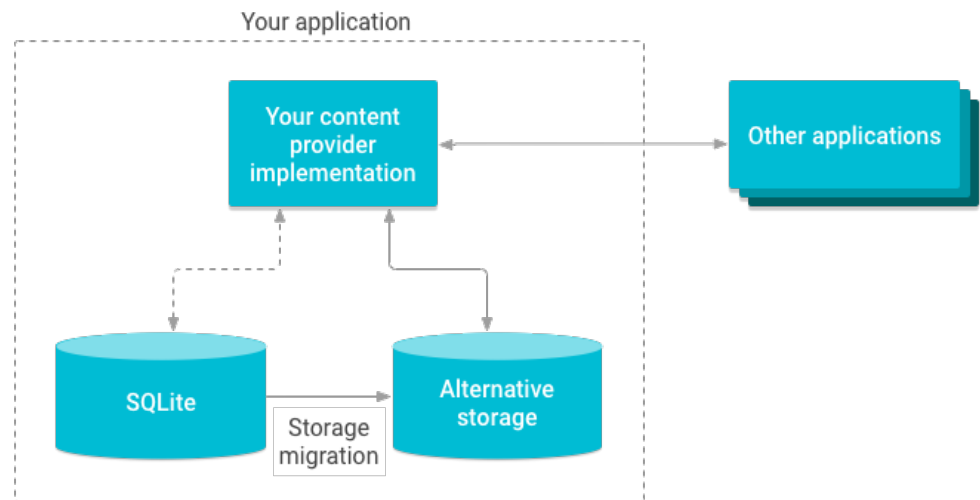 Your application
Your content
provider
implementation
Other applications
SQLite
Alternative
storage
Storage
migration